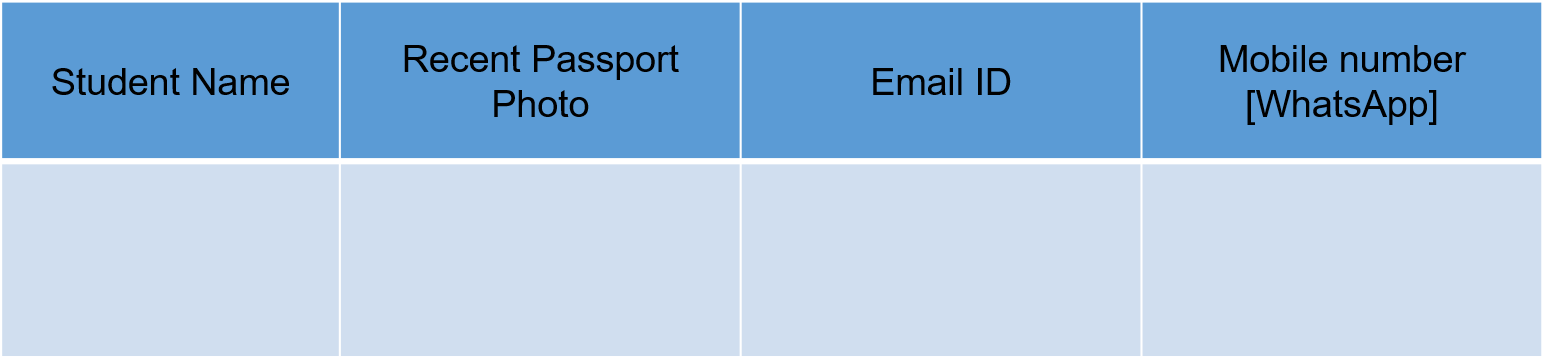 Student Name
Recent Passport
Photo
Email ID
Mobile number
[WhatsApp]